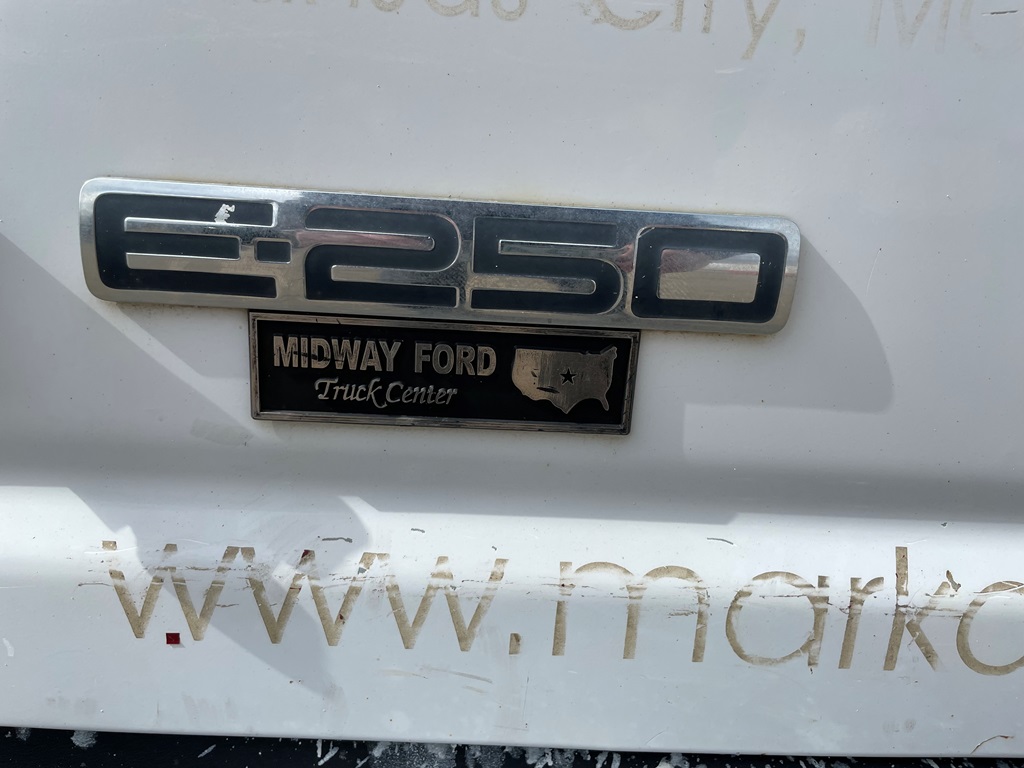 City,
E-250
MIDWAY FORD
Truck Center
www.mark